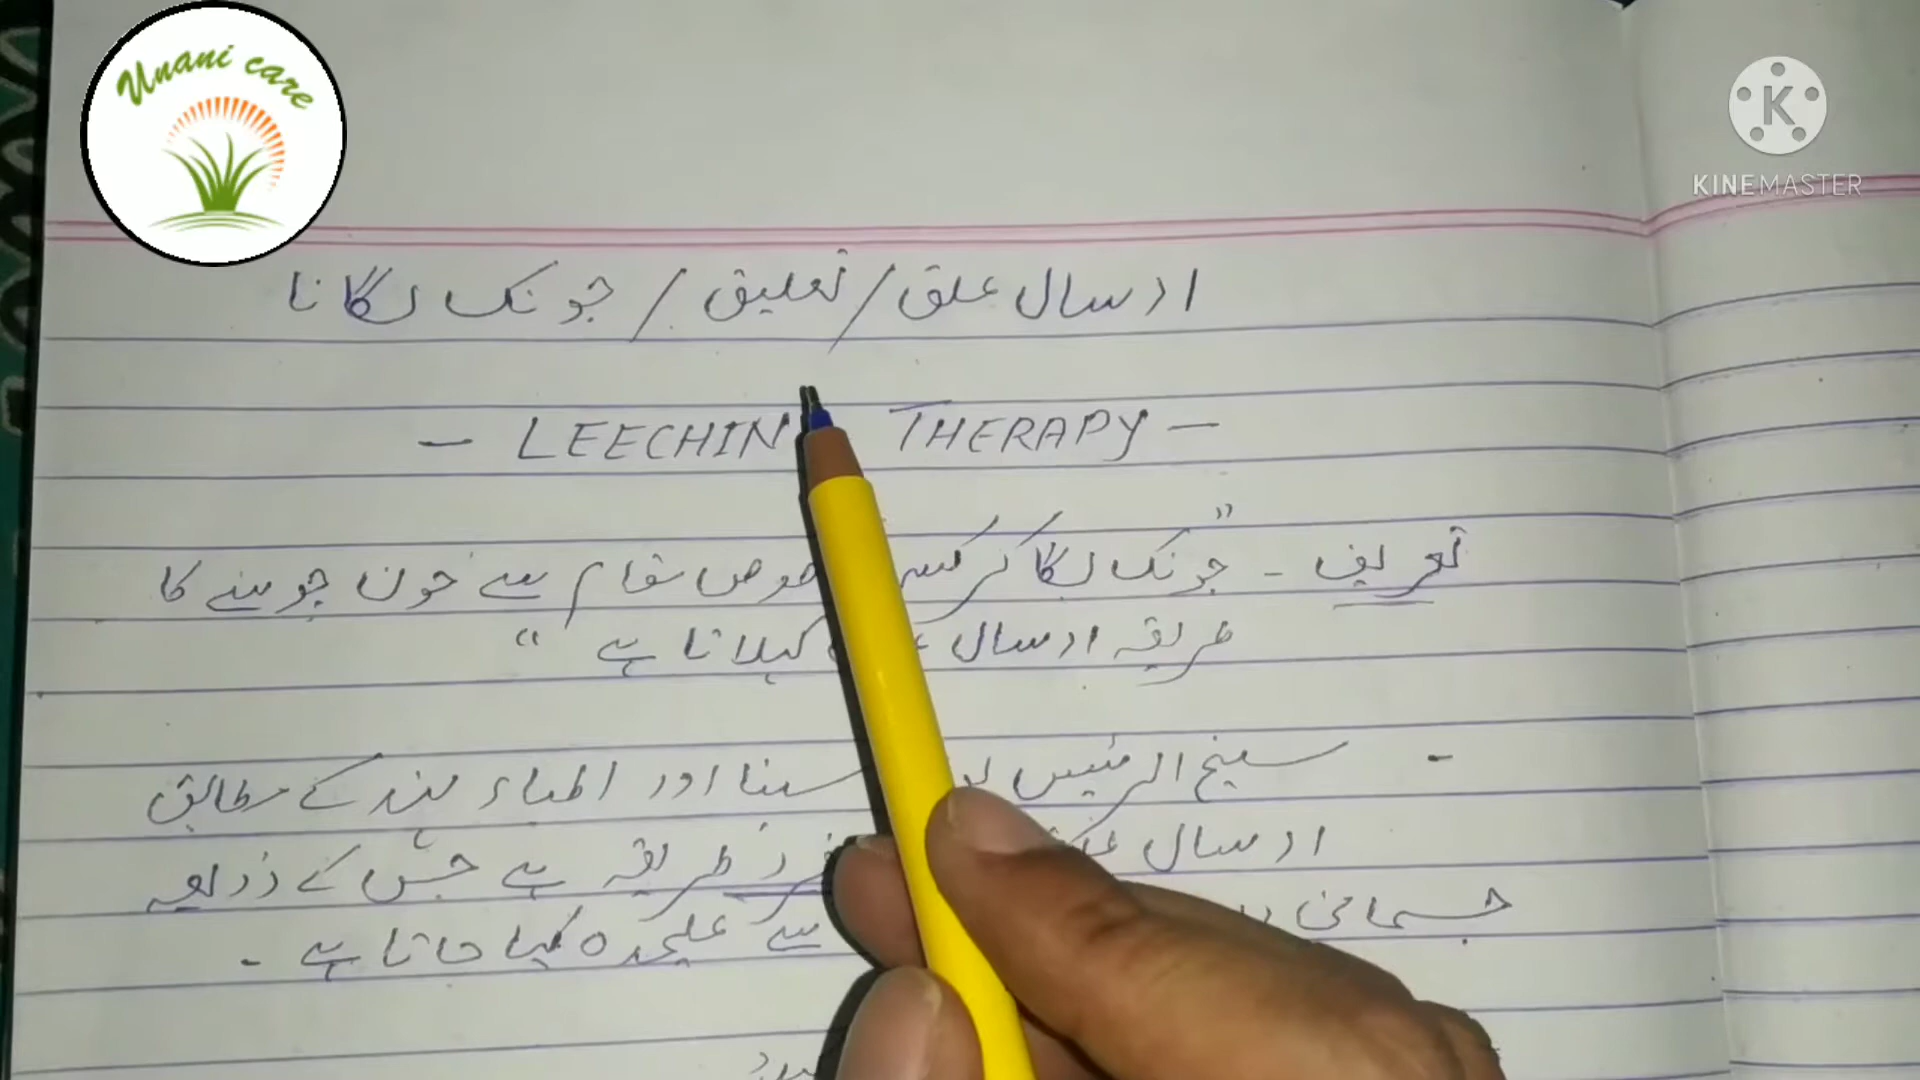 Unani care
KINEMASTER
ارسال علق / تعلیق / جونک لگانا
- LEECHIN THERAPY -
تعریف - "جونک لگا کر کسی مقام سے خون چوسنے کا
طریقہ ارسال کہلاتا ہے"
- شیخ الرئیس سینا اور اطباء ہند کے مطابق
ارسال طریقہ ہے جس کے ذریعہ
جسمانی سے علیحدہ کیا جاتا ہے -